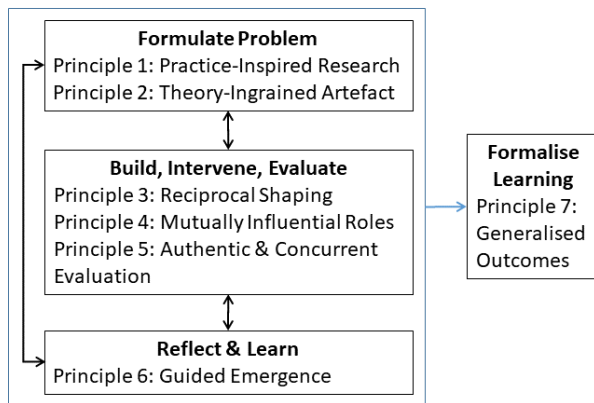 Formulate Problem
Principle 1: Practice-Inspired Research
Principle 2: Theory-Ingrained Artefact
Build, Intervene, Evaluate
Principle 3: Reciprocal Shaping
Principle 4: Mutually Influential Roles
Principle 5: Authentic & Concurrent
Evaluation
Reflect & Learn
Principle 6: Guided Emergence
Formalise
Learning
Principle 7:
Generalised
Outcomes